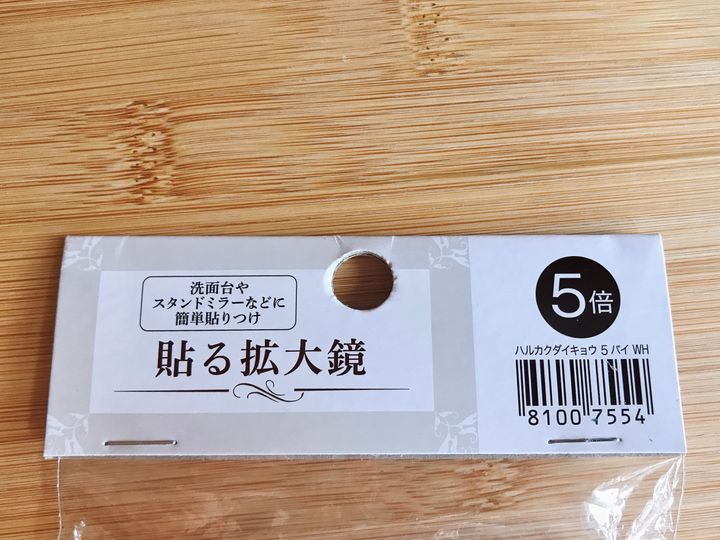 洗面台や
スタンドミラーなどに
簡単貼りつけ
貼る拡大鏡
5倍
ハルカクダイキョウ 5バイ WH
8100 7554